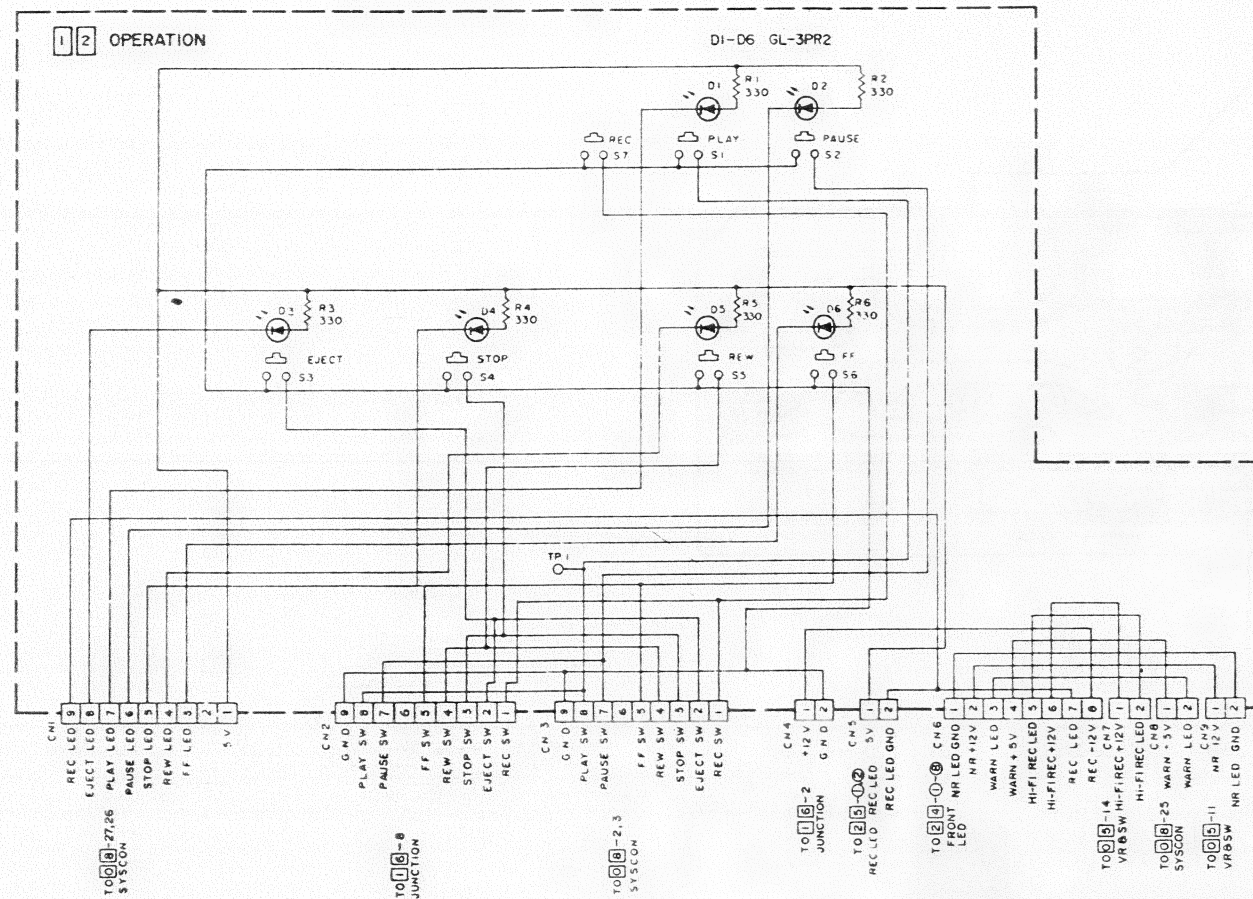 1 2 OPERATION
D1-D6 GL-3PR2
D1
R1
330
D2
R2
330
REC
S7
PLAY
S1
PAUSE
S2
D3
R3
330
D4
R4
330
D5
R5
330
D6
R6
330
EJECT
S3
STOP
S4
REW
S5
FF
S6
TP1
CN1
9 8 7 6 5 4 3 2 1
REC LED
EJECT LED
PLAY LED
PAUSE LED
STOP LED
REW LED
FF LED
5V
TO 0 8 -27,26
SYSCON
CN2
9 8 7 6 5 4 3 2 1
GND
PLAY SW
PAUSE SW
FF SW
REW SW
STOP SW
EJECT SW
REC SW
TO 1 6 -8
JUNCTION
CN3
9 8 7 6 5 4 3 2 1
GND
PLAY SW
PAUSE SW
FF SW
REW SW
STOP SW
EJECT SW
REC SW
TO 0 8 -2,3
SYSCON
CN4
1 2
+12V
GND
TO 1 6 -2
JUNCTION
CN5
1 2
5V
REC LED
REC LED GND
TO 2 5 -1/2
REC LED
CN6
1 2 3 4 5 6 7 8
NR LED GND
NR +12V
WARN LED
WARN +5V
HI-FI REC LED
HI-FI REC +12V
REC LED
REC -12V
TO 2 4 -1-8
FRONT
LED
CN7
1 2
HI-FI REC +12V
HI-FI REC LED
TO 0 5 -14
VR&SW
CN8
1 2
WARN - 5V
WARN LED
TO 0 8 -25
SYSCON
CN9
1 2
NR 12V
NR LED GND
TO 0 5 -11
VR&SW